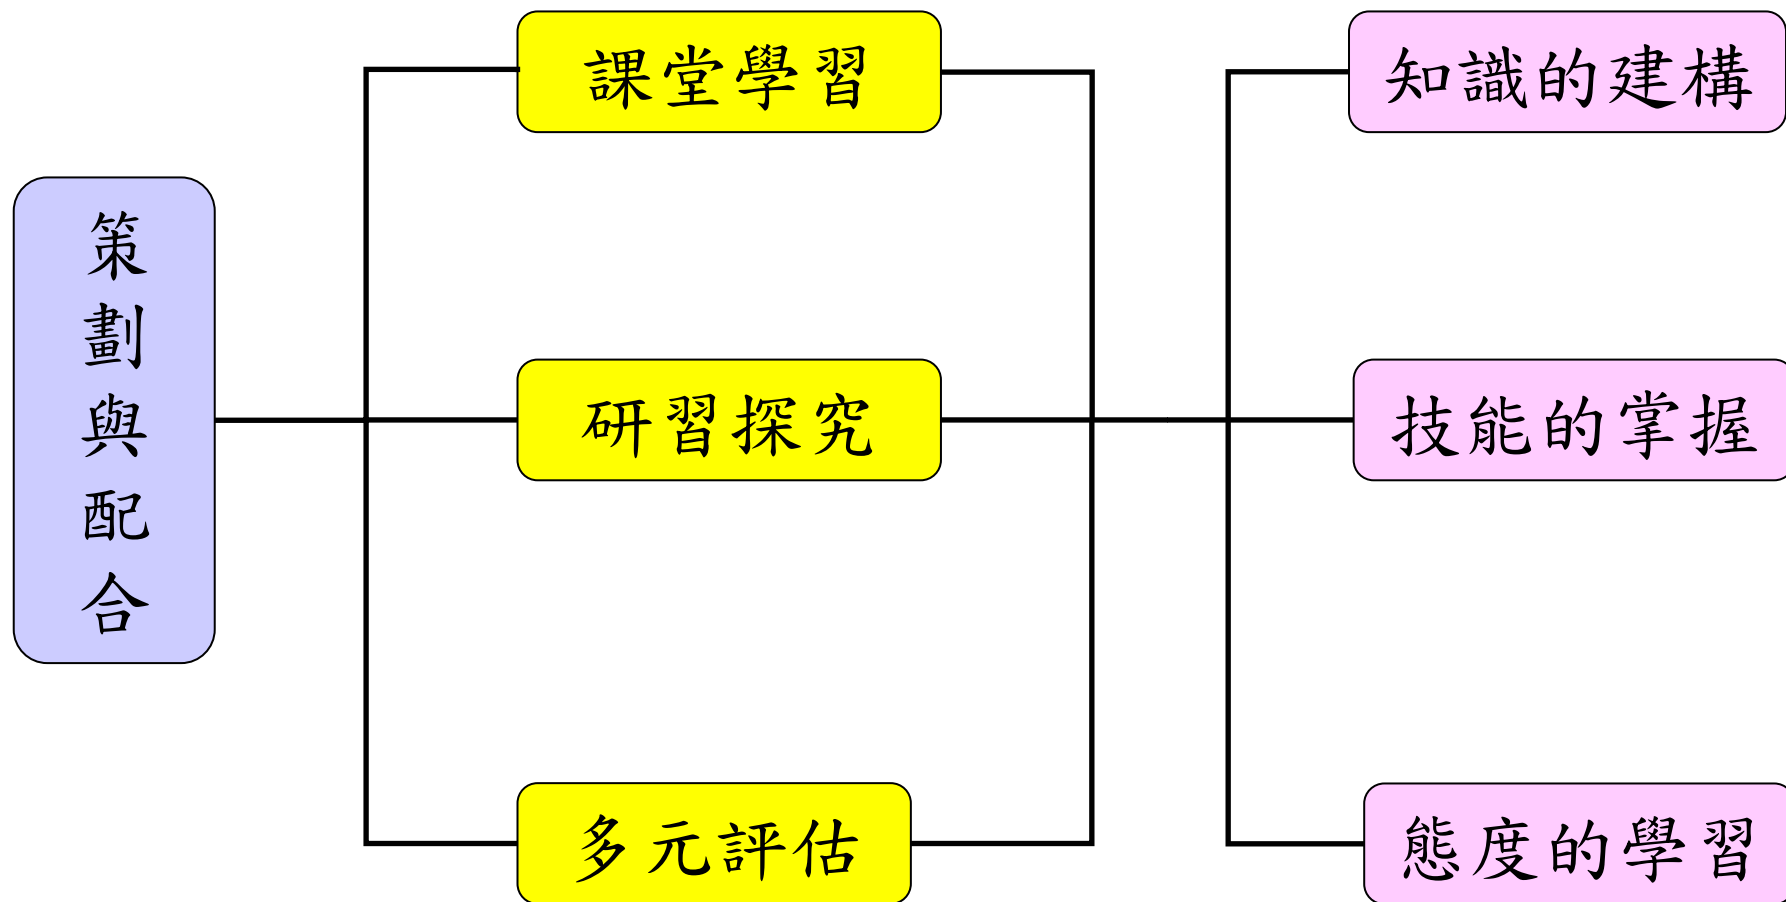 策劃與配合
課堂學習
研習探究
多元評估
知識的建構
技能的掌握
態度的學習